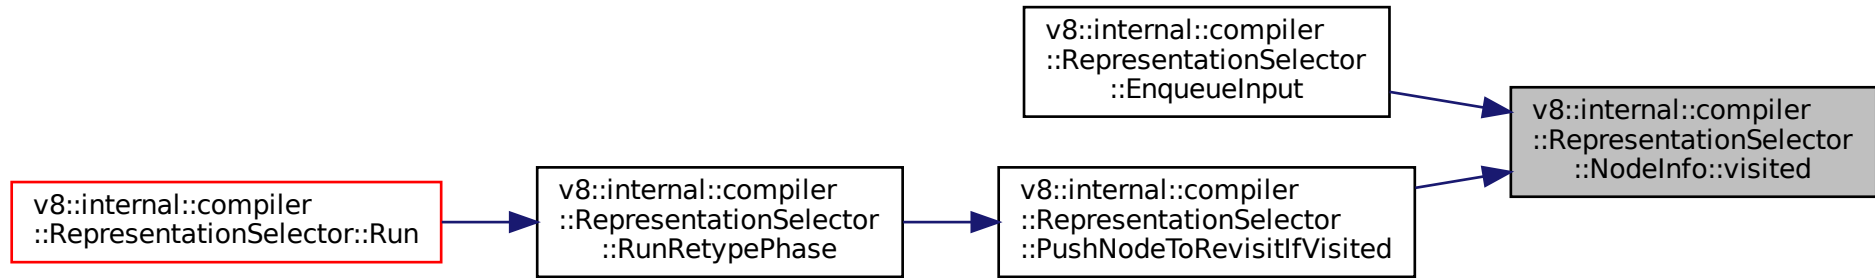 v8::internal::compiler
::RepresentationSelector
::EnqueueInput
v8::internal::compiler
::RepresentationSelector
::NodeInfo::visited
v8::internal::compiler
::RepresentationSelector::Run
v8::internal::compiler
::RepresentationSelector
::RunRetypePhase
v8::internal::compiler
::RepresentationSelector
::PushNodeToRevisitIfVisited